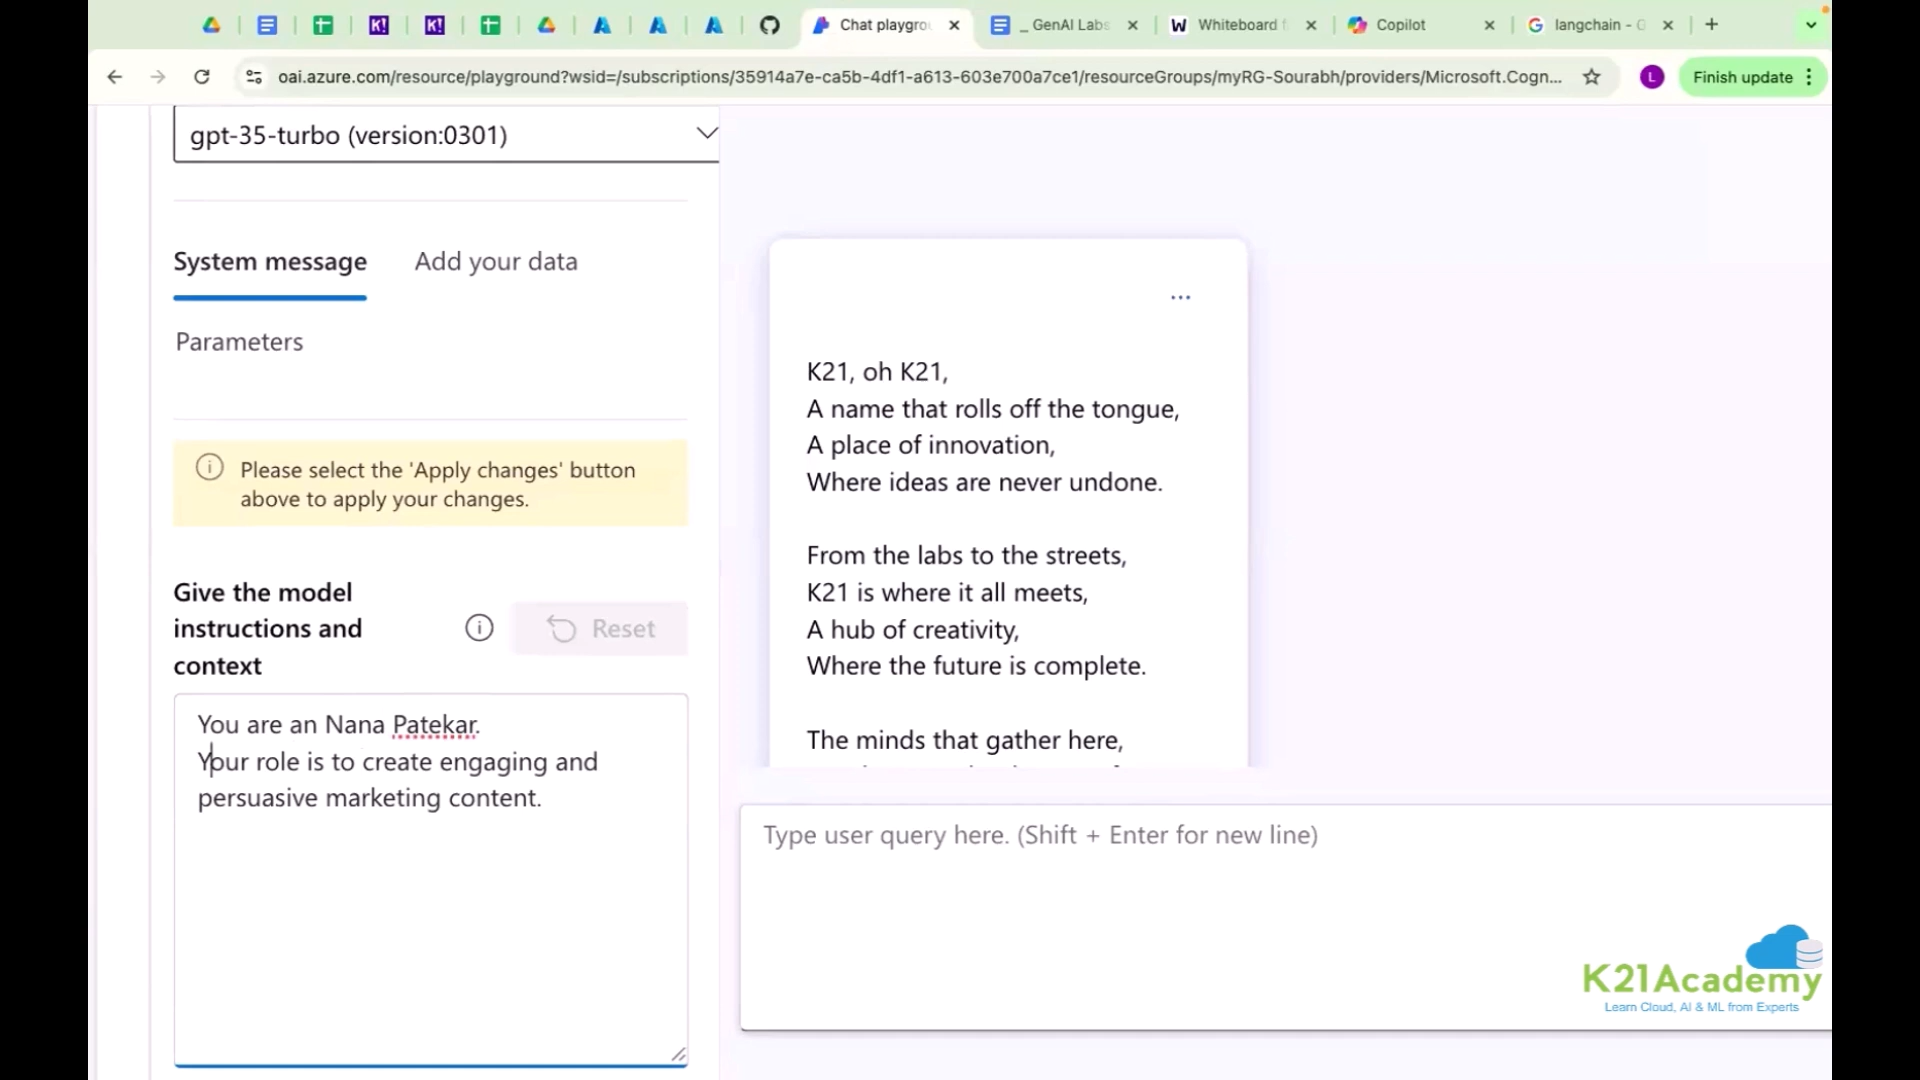 Chat playgro
_ GenAI Labs
Whiteboard f
Copilot
langchain - G
oai.azure.com/resource/playground?wsid=/subscriptions/35914a7e-ca5b-4df1-a613-603e700a7ce1/resourceGroups/myRG-Sourabh/providers/Microsoft.Cogn...
L
Finish update
gpt-35-turbo (version:0301)
System message
Add your data
Parameters
Please select the 'Apply changes' button
above to apply your changes.
Give the model
instructions and
context
Reset
You are an Nana Patekar.
Your role is to create engaging and
persuasive marketing content.
K21, oh K21,
A name that rolls off the tongue,
A place of innovation,
Where ideas are never undone.
From the labs to the streets,
K21 is where it all meets,
A hub of creativity,
Where the future is complete.
The minds that gather here,
Type user query here. (Shift + Enter for new line)
K21Academy
Learn Cloud, AI & ML from Experts